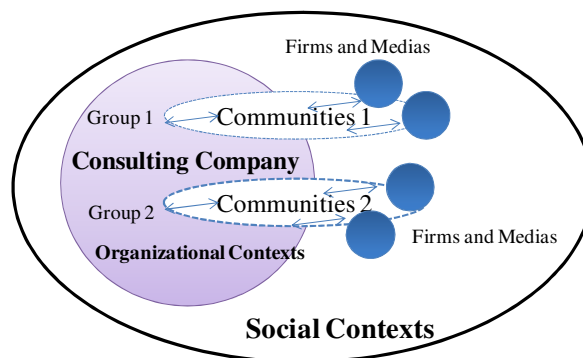 Firms and Medias
Group 1
Communities 1
Consulting Company
Group 2
Communities 2
Firms and Medias
Organizational Contexts
Social Contexts